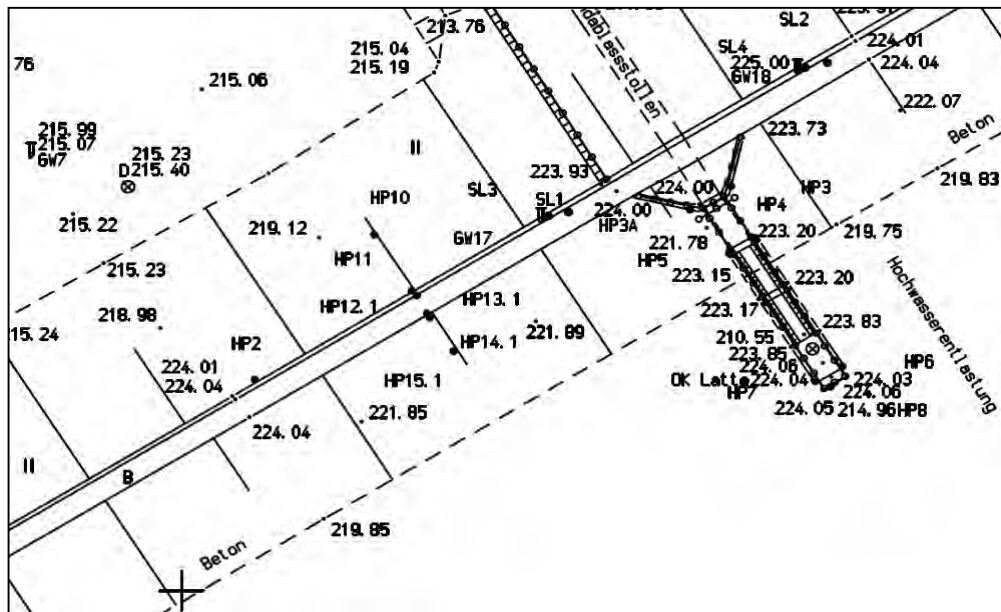 SL2
213.76
224.01
215.04
SL4
224.04
215.19
225.00
76
GW18
ndablassstollen
215.06
222.07
Beton
223.73
215.99
215.07
GW7
215.23
D
215.40
II
223.93
219.83
HP10
SL3
SL1
224.00
HP3
224.00
HP4
215.22
HP3A
219.12
GW17
221.78
223.20
219.75
HP11
HP5
215.23
223.15
223.20
Hochwasserentlastung
HP12.1
HP13.1
223.17
215.24
218.98
221.89
223.83
HP2
HP14.1
210.55
223.85
HP6
224.01
224.06
224.04
HP15.1
OK Latt
224.04
224.03
HP7
224.06
224.05
214.96
HP8
221.85
224.04
II
B
219.85
Beton